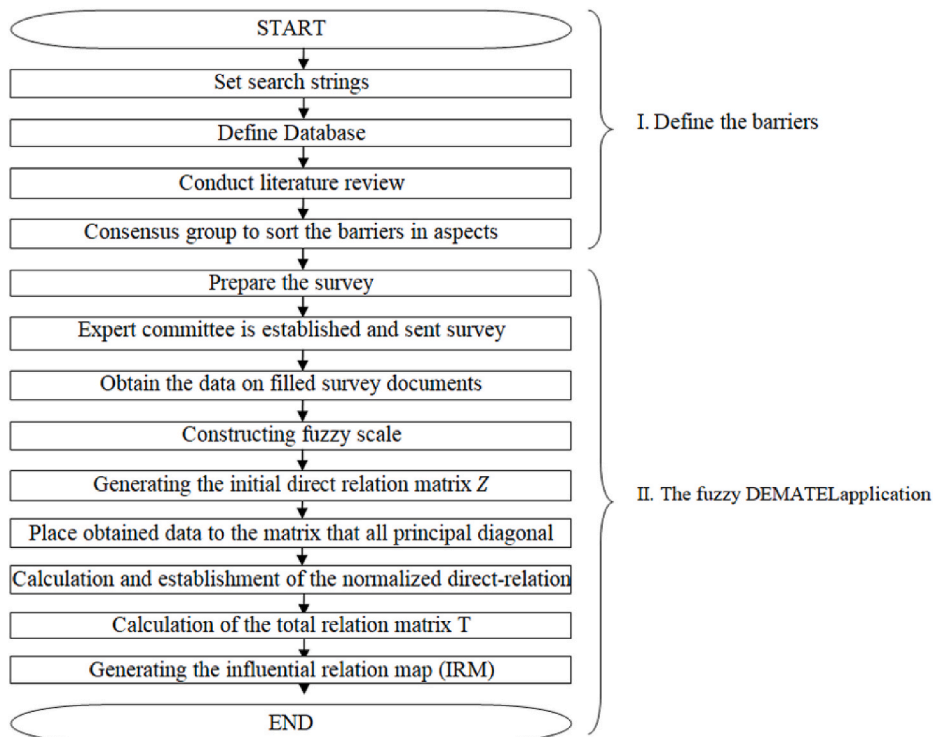 START
Set search strings
Define Database
Conduct literature review
Consensus group to sort the barriers in aspects
I. Define the barriers
Prepare the survey
Expert committee is established and sent survey
Obtain the data on filled survey documents
Constructing fuzzy scale
Generating the initial direct relation matrix Z
Place obtained data to the matrix that all principal diagonal
Calculation and establishment of the normalized direct-relation
Calculation of the total relation matrix T
Generating the influential relation map (IRM)
END
II. The fuzzy DEMATELapplication